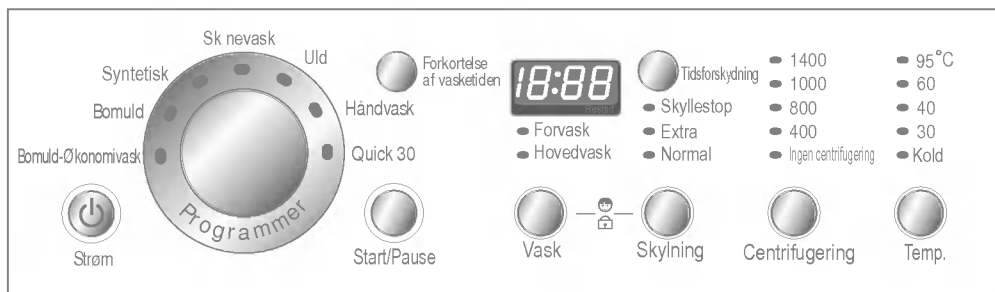 Sk nevask
Uld
Syntetisk
Håndvask
Bomuld
Quick 30
Bomuld-Økonomivask
Programmer
Strøm
Start/Pause
Forkortelse
af vasketiden
18:88
Forvask
Hovedvask
Tidsforskydning
Skyllestop
Extra
Normal
1400
1000
800
400
Ingen centrifugering
95°C
60
40
30
Kold
Vask
Skylning
Centrifugering
Temp.